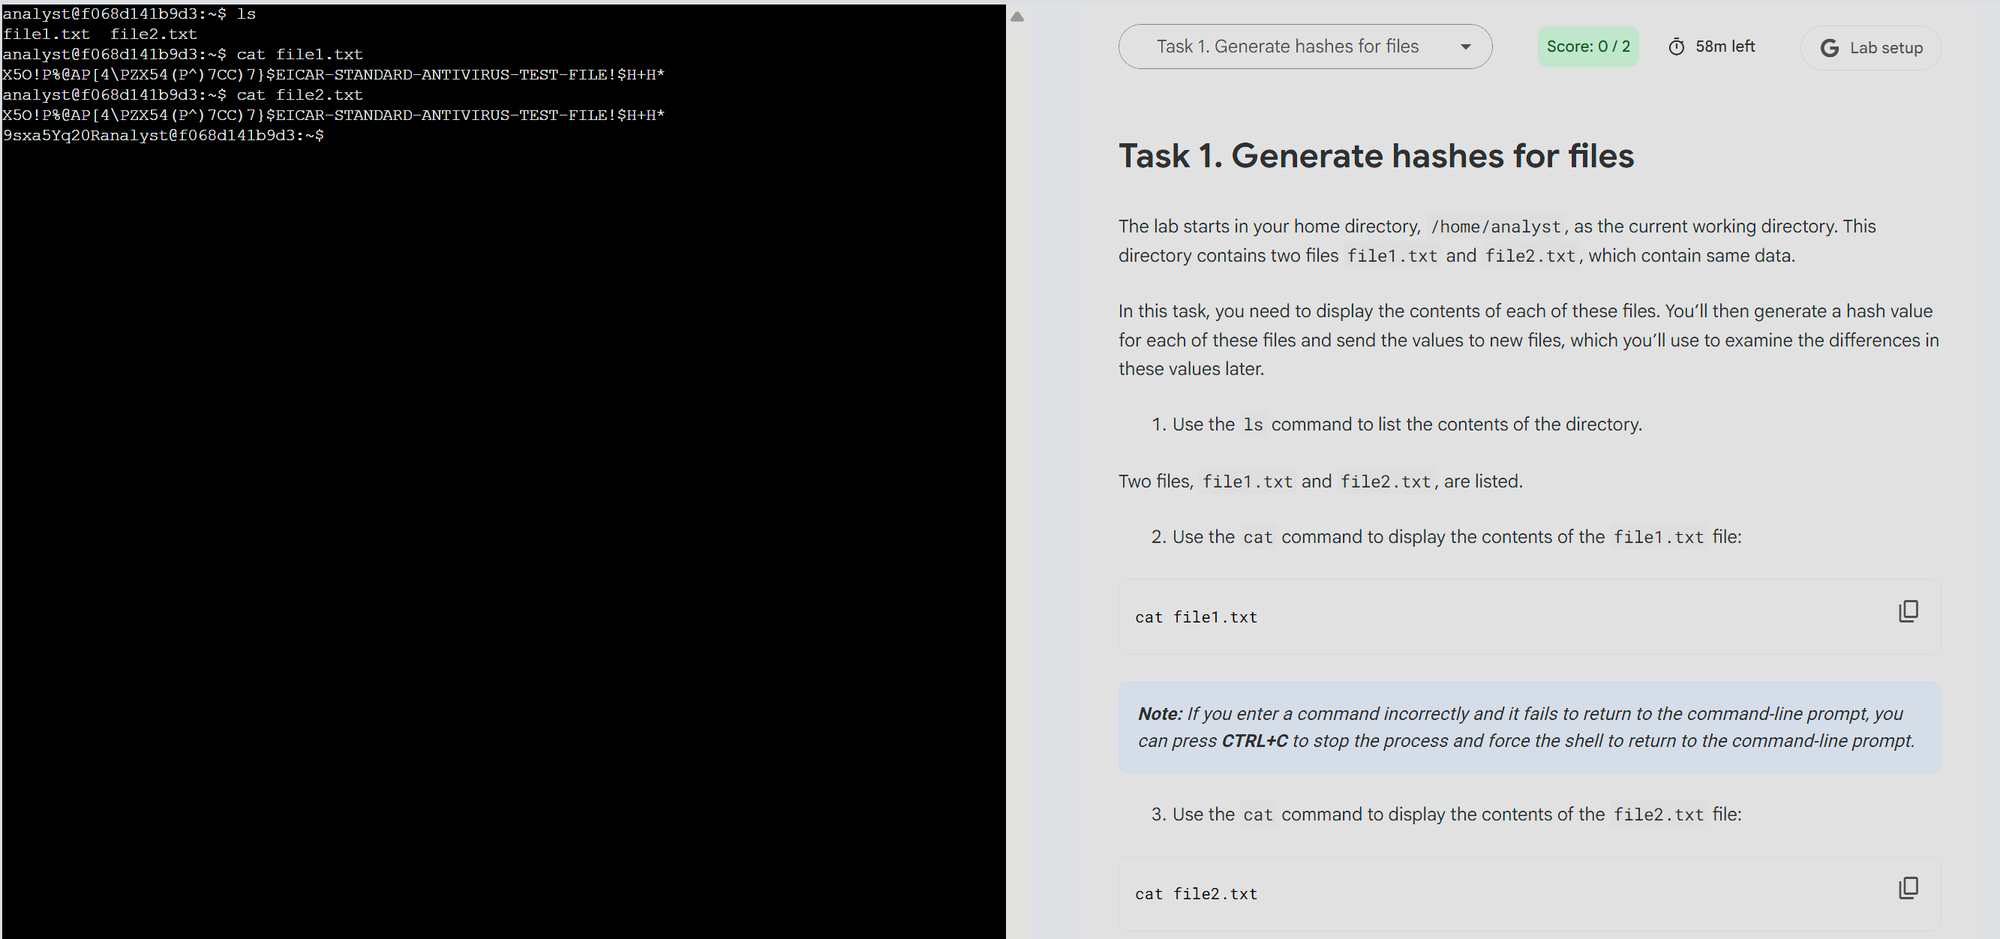 analyst@f068d141b9d3:~$ ls
file1.txt  file2.txt
analyst@f068d141b9d3:~$ cat file1.txt
X5O!P%@AP[4\PZX54(P^)7CC)7}$EICAR-STANDARD-ANTIVIRUS-TEST-FILE!$H+H*
analyst@f068d141b9d3:~$ cat file2.txt
X5O!P%@AP[4\PZX54(P^)7CC)7}$EICAR-STANDARD-ANTIVIRUS-TEST-FILE!$H+H*
9sxa5Yq20Ranalyst@f068d141b9d3:~$
Task 1. Generate hashes for files
Score: 0 / 2
58m left
G Lab setup
Task 1. Generate hashes for files
The lab starts in your home directory, /home/analyst, as the current working directory. This
directory contains two files file1.txt and file2.txt, which contain same data.
In this task, you need to display the contents of each of these files. You’ll then generate a hash value
for each of these files and send the values to new files, which you’ll use to examine the differences in
these values later.
1. Use the ls command to list the contents of the directory.
Two files, file1.txt and file2.txt, are listed.
2. Use the cat command to display the contents of the file1.txt file:
cat file1.txt
Note: If you enter a command incorrectly and it fails to return to the command-line prompt, you
can press CTRL+C to stop the process and force the shell to return to the command-line prompt.
3. Use the cat command to display the contents of the file2.txt file:
cat file2.txt